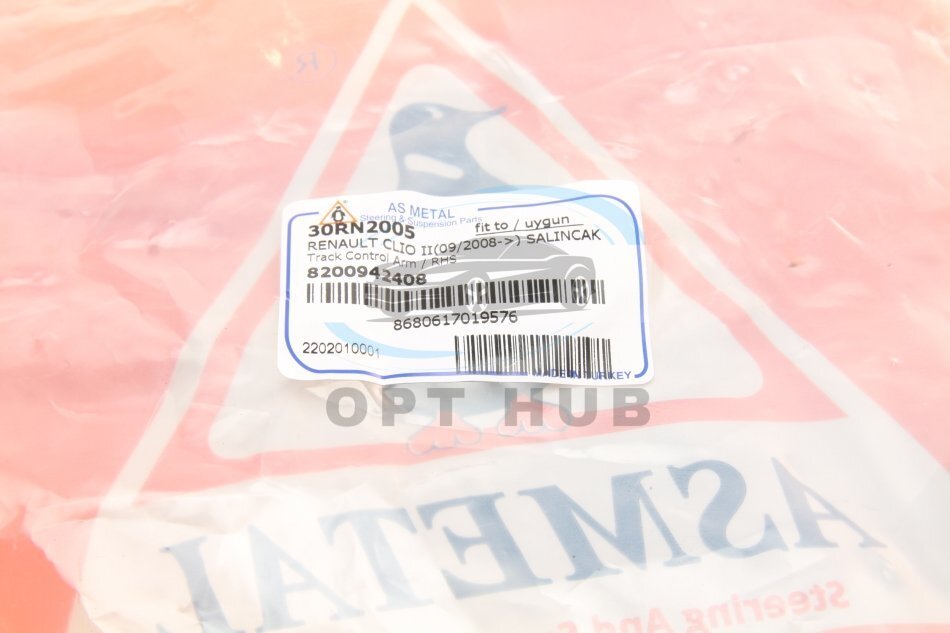 R
AS METAL
Steering & Suspension Parts
30RN2005
fit to / uygun
RENAULT CLIO II(09/2008->) SALINCAK
Track Control Arm / RHS
8200942408
8680617019576
2202010001
MADE IN TURKEY
OPT HUB
ASMETAL
Steering And S